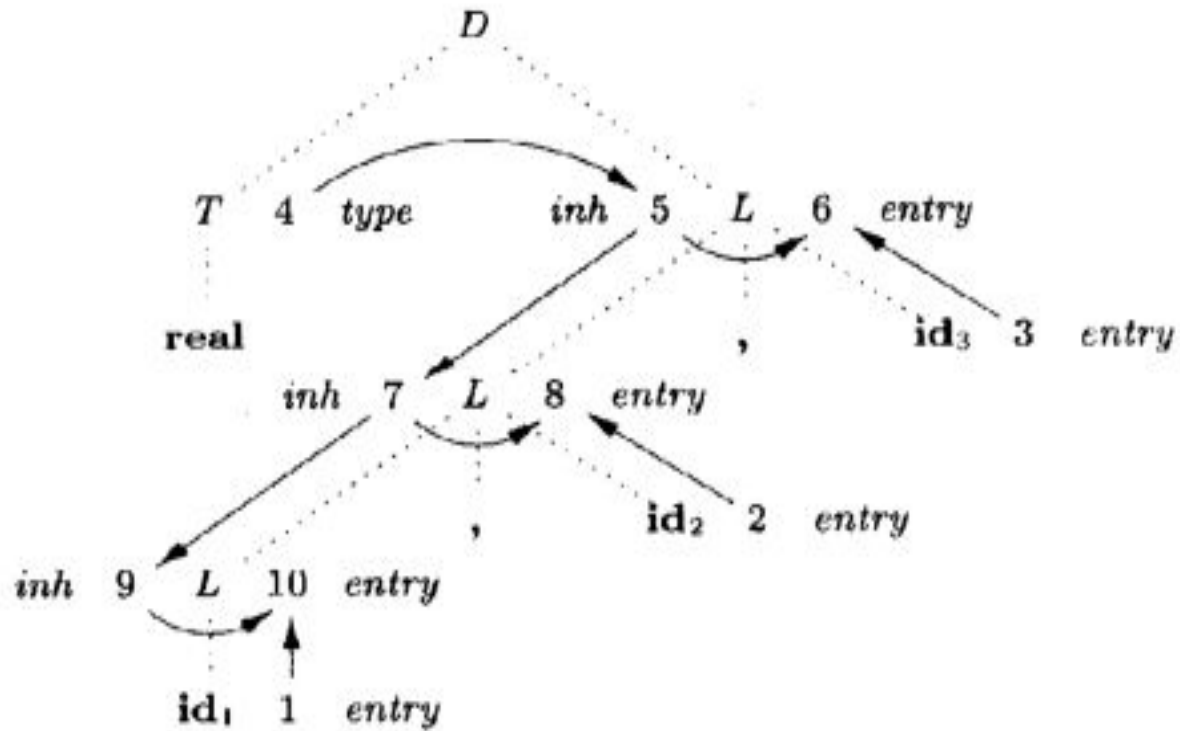 D
T 4 type inh 5 L 6 entry
real , id₃ 3 entry
inh 7 L 8 entry
, id₂ 2 entry
inh 9 L 10 entry
id₁ 1 entry